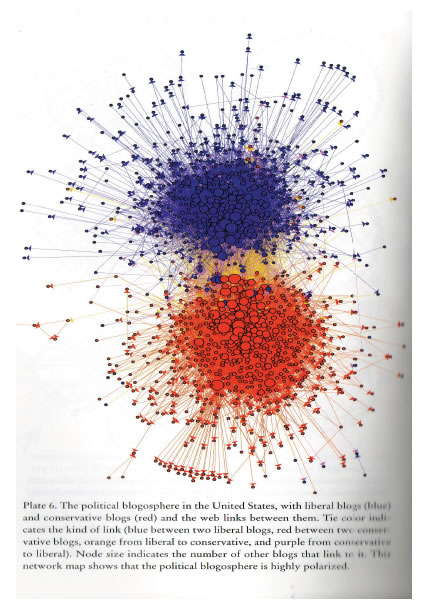 Plate 6. The political blogosphere in the United States, with liberal blogs (blue)
and conservative blogs (red) and the web links between them. Tie color indi-
cates the kind of link (blue between two liberal blogs, red between two conser-
vative blogs, orange from liberal to conservative, and purple from conservative
to liberal). Node size indicates the number of other blogs that link to it. This
network map shows that the political blogosphere is highly polarized.